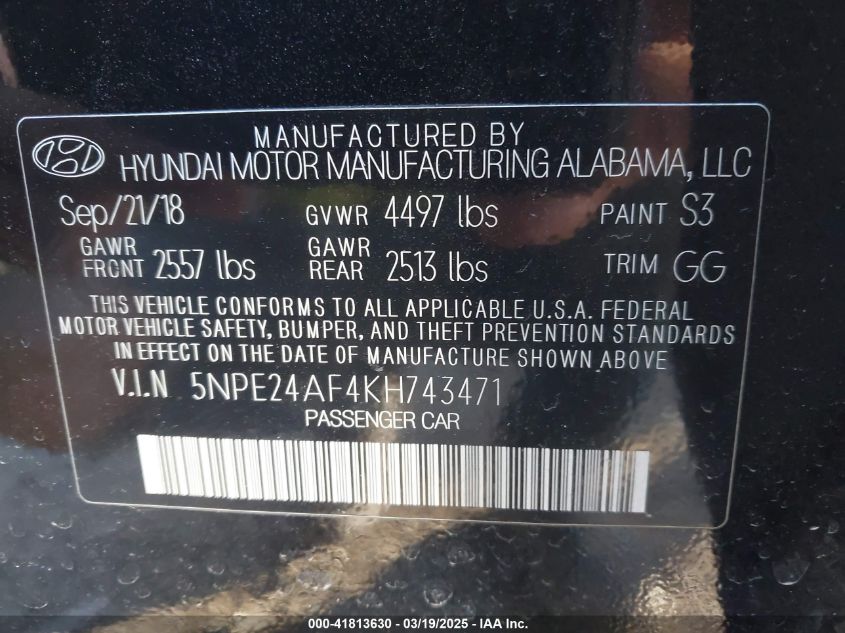 MANUFACTURED BY
HYUNDAI MOTOR MANUFACTURING ALABAMA, LLC
Sep/21/18 GVWR 4497 lbs PAINT S3
GAWR FRONT 2557 lbs GAWR REAR 2513 lbs TRIM GG
THIS VEHICLE CONFORMS TO ALL APPLICABLE U.S.A. FEDERAL
MOTOR VEHICLE SAFETY, BUMPER, AND THEFT PREVENTION STANDARDS
IN EFFECT ON THE DATE OF MANUFACTURE SHOWN ABOVE.
V.I.N 5NPE24AF4KH743471
PASSENGER CAR
000-41813630 - 03/19/2025 - IAA Inc.